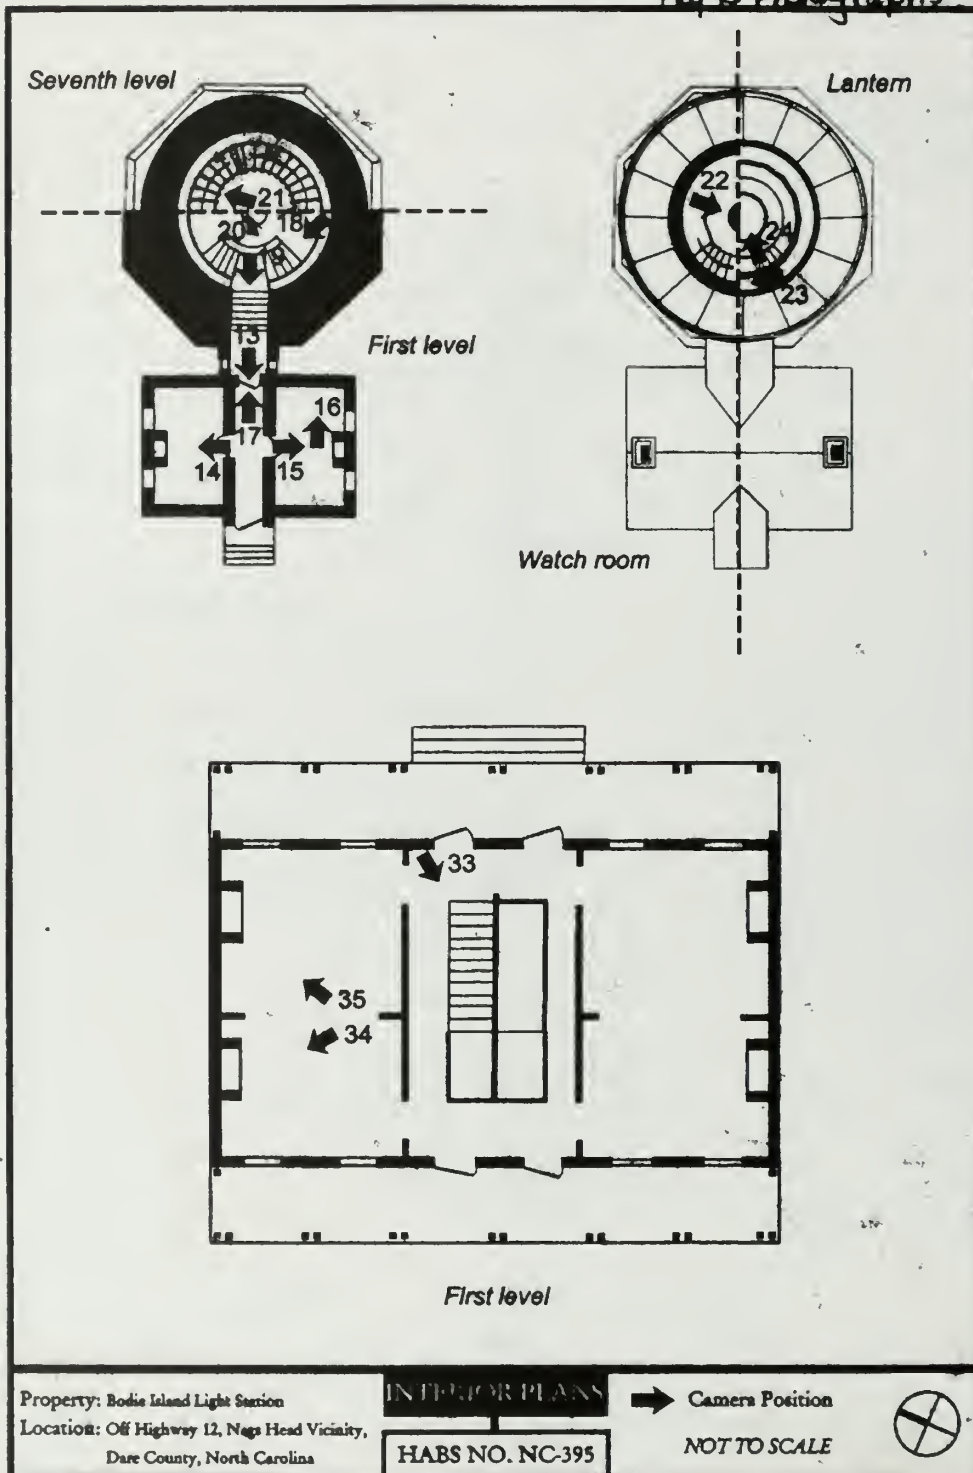 Seventh level
Lantern
21
20
18
19
13
First level
16
17
14
15
22
24
23
Watch room
33
35
34
First level
Property: Bodie Island Light Station
Location: Off Highway 12, Nags Head Vicinity,
Dare County, North Carolina
INTERIOR PLANS
HABS NO. NC-395
Camera Position
NOT TO SCALE